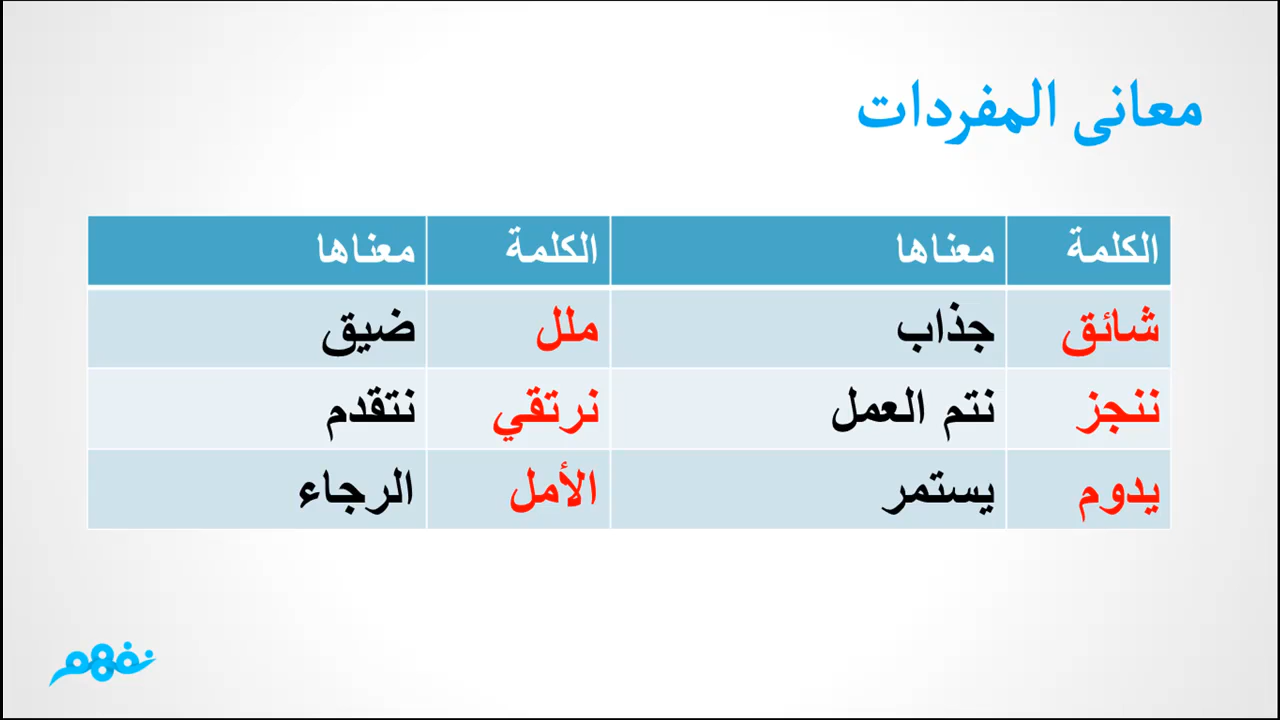 معانى المفردات
الكلمة معناها الكلمة معناها
شائق جذاب ملل ضيق
ننجز نتم العمل نرتقي نتقدم
يدوم يستمر الأمل الرجاء
نفهم